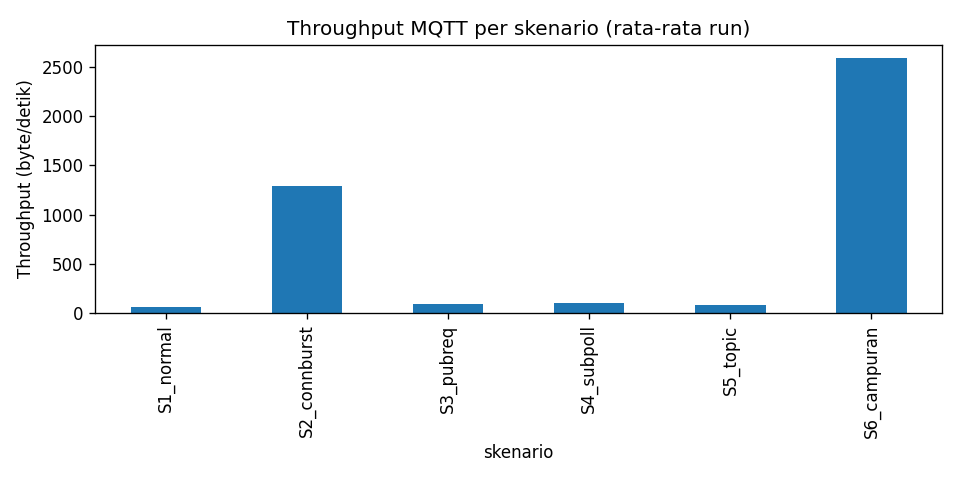 Throughput MQTT per skenario (rata-rata run)
Throughput (byte/detik)
2500
2000
1500
1000
500
0
S1_normal
S2_connburst
S3_pubreq
S4_subpoll
S5_topic
S6_campuran
skenario